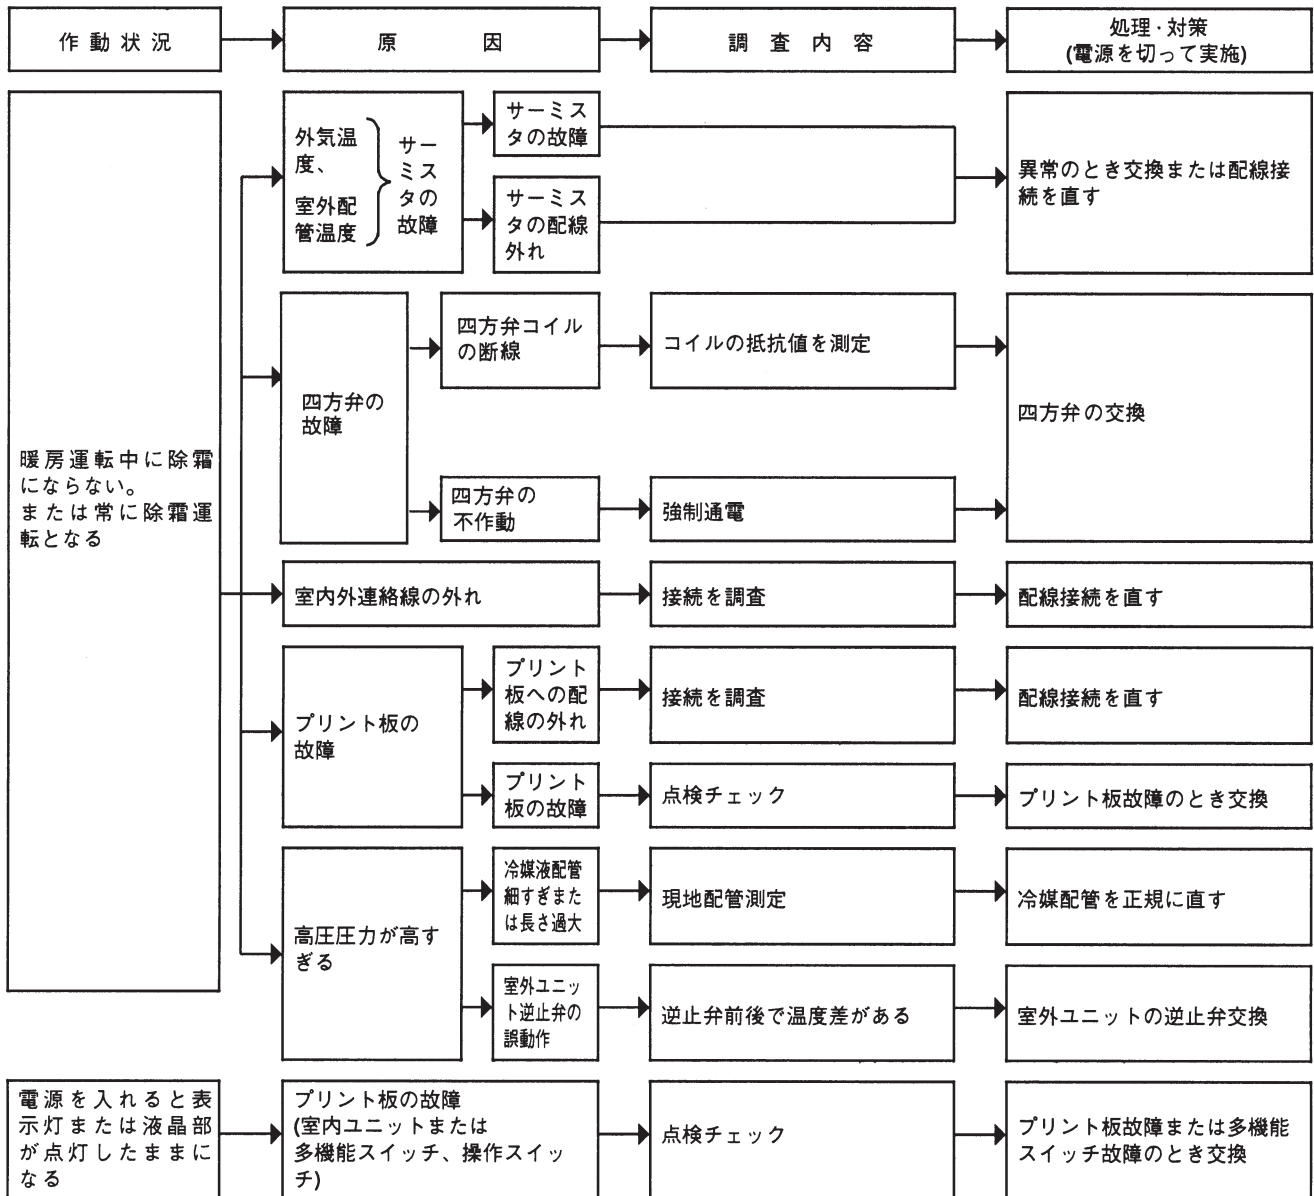 作動状況
原因
調査内容
処理・対策
(電源を切って実施)
暖房運転中に除霜
にならない。
または常に除霜運
転となる
外気温
度、
室外配
管温度
サー
ミス
タの
故障
サーミス
タの故障
サーミス
タの配線
外れ
異常のとき交換または配線接
続を直す
四方弁の
故障
四方弁コイル
の断線
コイルの抵抗値を測定
四方弁の交換
四方弁の
不作動
強制通電
室内外連絡線の外れ
接続を調査
配線接続を直す
プリント板の
故障
プリント
板への配
線の外れ
接続を調査
配線接続を直す
プリント
板の故障
点検チェック
プリント板故障のとき交換
高圧圧力が高す
ぎる
冷媒液配管
細すぎまた
は長さ過大
現地配管測定
冷媒配管を正規に直す
室外ユニッ
ト逆止弁の
誤動作
逆止弁前後で温度差がある
室外ユニットの逆止弁交換
電源を入れると表
示灯または液晶部
が点灯したままに
なる
プリント板の故障
(室内ユニットまたは
多機能スイッチ、操作スイッ
チ)
点検チェック
プリント板故障または多機能
スイッチ故障のとき交換